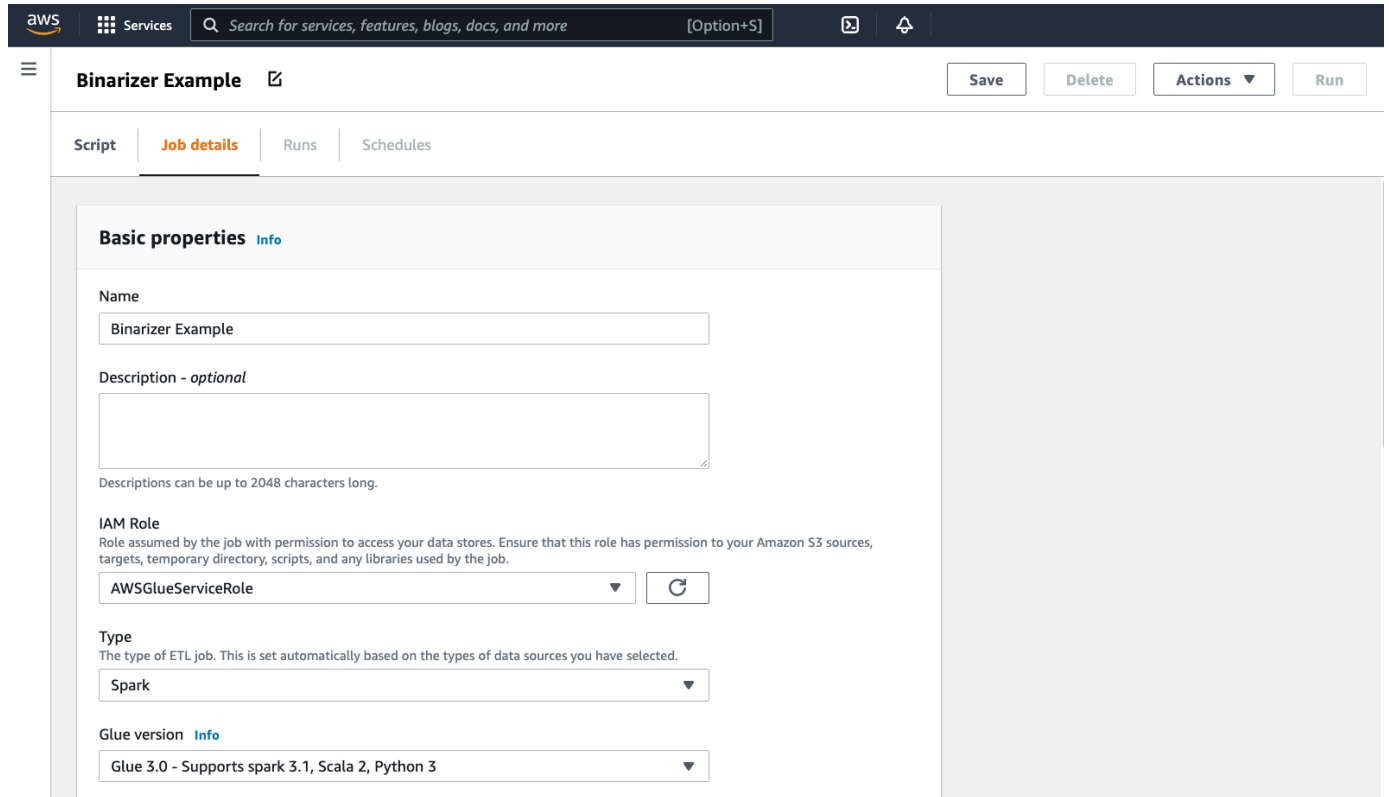 aws Services Search for services, features, blogs, docs, and more [Option+S]
Binarizer Example Save Delete Actions Run
Script Job details Runs Schedules
Basic properties Info
Name
Binarizer Example
Description - optional
Descriptions can be up to 2048 characters long.
IAM Role
Role assumed by the job with permission to access your data stores. Ensure that this role has permission to your Amazon S3 sources,
targets, temporary directory, scripts, and any libraries used by the job.
AWSGlueServiceRole
Type
The type of ETL job. This is set automatically based on the types of data sources you have selected.
Spark
Glue version Info
Glue 3.0 - Supports spark 3.1, Scala 2, Python 3